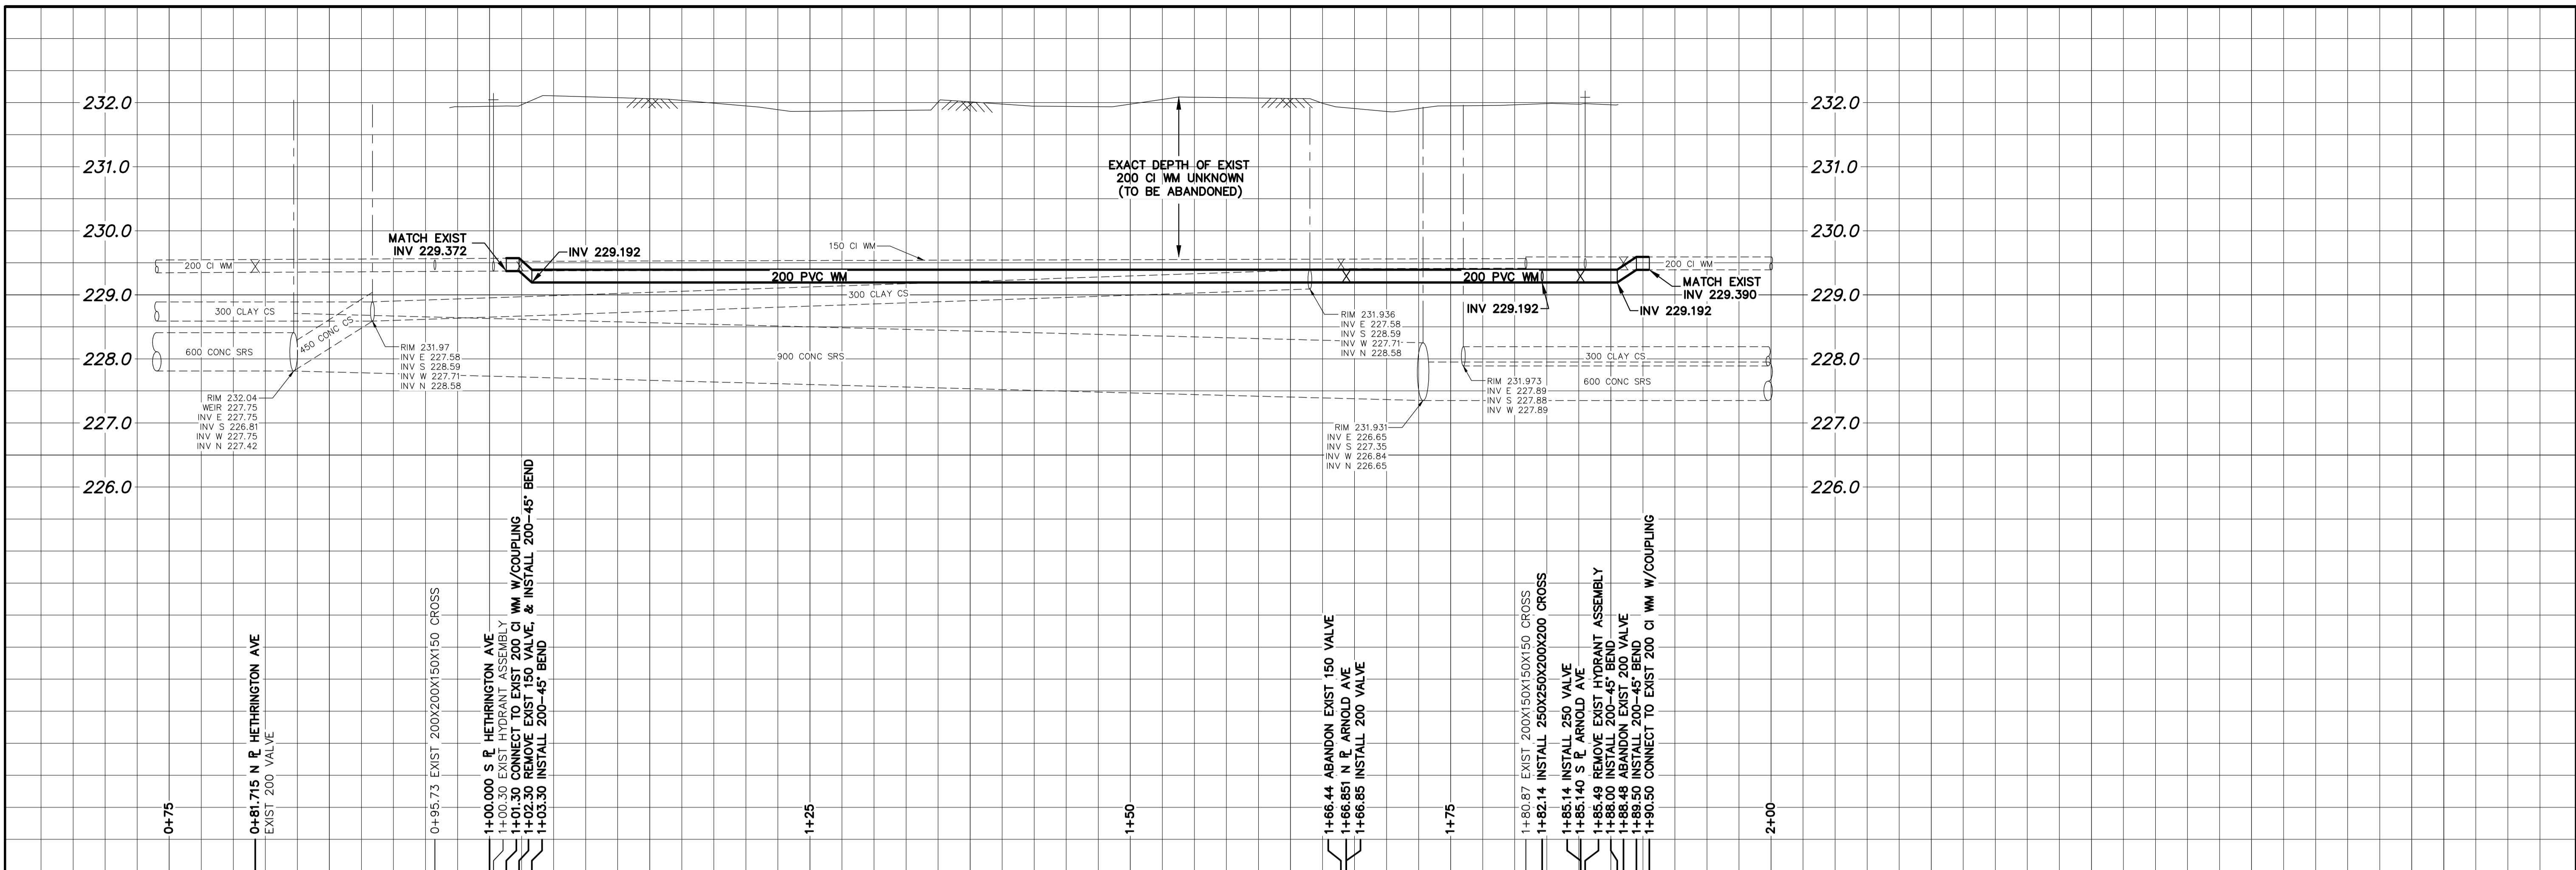 232.0
232.0
231.0
231.0
230.0
230.0
229.0
229.0
228.0
228.0
227.0
227.0
226.0
226.0
EXACT DEPTH OF EXIST
200 CI WM UNKNOWN
(TO BE ABANDONED)
200 CI WM
MATCH EXIST
INV 229.372
INV 229.192
150 CI WM
200 PVC WM
200 PVC WM
200 CI WM
MATCH EXIST
INV 229.390
INV 229.192
INV 229.192
300 CLAY CS
300 CLAY CS
450 CONC CS
600 CONC SRS
900 CONC SRS
300 CLAY CS
600 CONC SRS
RIM 232.04
WEIR 227.75
INV E 227.75
INV S 226.81
INV W 227.75
INV N 227.42
RIM 231.97
INV E 227.58
INV S 228.59
INV W 227.71
INV N 228.58
RIM 231.936
INV E 227.58
INV S 228.59
INV W 227.71
INV N 228.58
RIM 231.931
INV E 226.65
INV S 227.35
INV W 226.84
INV N 226.65
RIM 231.973
INV E 227.89
INV S 227.88
INV W 227.89
0+75
0+81.715 N PL HETHRINGTON AVE
EXIST 200 VALVE
0+95.73 EXIST 200X200X150X150 CROSS
1+00.000 S PL HETHRINGTON AVE
1+00.30 EXIST HYDRANT ASSEMBLY
1+01.30 CONNECT TO EXIST 200 CI WM W/COUPLING
1+02.30 REMOVE EXIST 150 VALVE, & INSTALL 200-45° BEND
1+03.30 INSTALL 200-45° BEND
1+25
1+50
1+66.44 ABANDON EXIST 150 VALVE
1+66.851 N PL ARNOLD AVE
1+66.85 INSTALL 200 VALVE
1+75
1+80.87 EXIST 200X150X150X150 CROSS
1+82.14 INSTALL 250X250X200X200 CROSS
1+85.14 INSTALL 250 VALVE
1+85.140 S PL ARNOLD AVE
1+85.49 REMOVE EXIST HYDRANT ASSEMBLY
1+88.00 INSTALL 200-45° BEND
1+88.48 ABANDON EXIST 200 VALVE
1+89.50 INSTALL 200-45° BEND
1+90.50 CONNECT TO EXIST 200 CI WM W/COUPLING
2+00